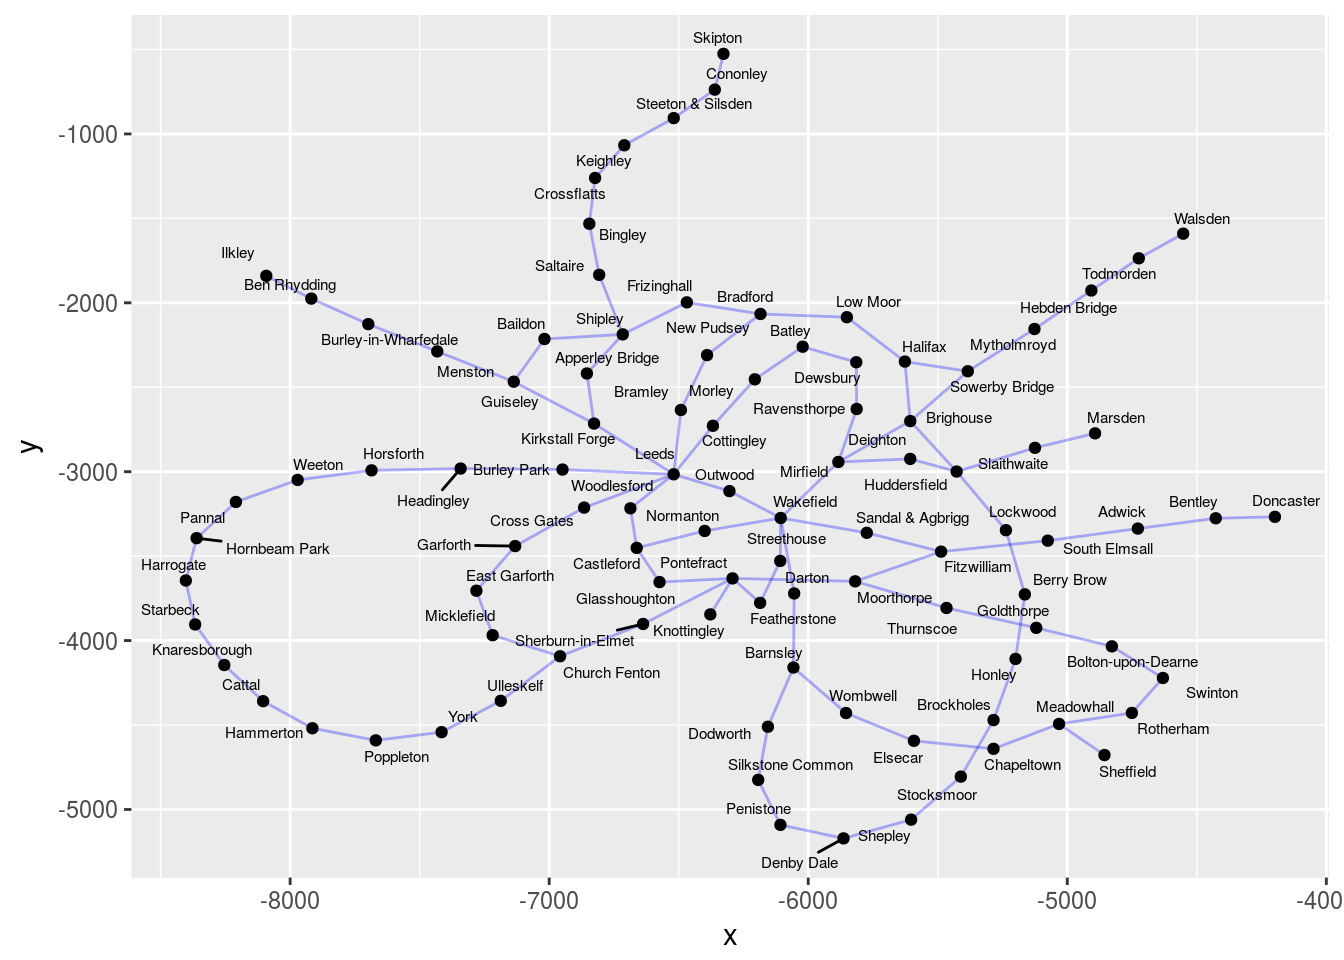 Skipton
Cononley
Steeton & Silsden
-1000
Keighley
Crossflatts
Walsden
Bingley
Ilkley
Saltaire
Todmorden
Ben Rhydding
Frizinghall
Bradford
Low Moor
-2000
Hebden Bridge
Baildon
Shipley
New Pudsey
Batley
Burley-in-Wharfedale
Halifax
Mytholmroyd
Apperley Bridge
Menston
Dewsbury
Sowerby Bridge
Bramley
Morley
Guiseley
Ravensthorpe
Brighouse
Marsden
Kirkstall Forge
Cottingley
Deighton
y
Horsforth
Leeds
Weeton
Burley Park
Outwood
Mirfield
Slaithwaite
-3000
Huddersfield
Woodlesford
Headingley
Wakefield
Bentley
Doncaster
Pannal
Cross Gates
Normanton
Sandal & Agbrigg
Lockwood
Adwick
Streethouse
Garforth
Hornbeam Park
South Elmsall
Harrogate
Castleford
Pontefract
Fitzwilliam
East Garforth
Darton
Berry Brow
Glasshoughton
Moorthorpe
Starbeck
Micklefield
Goldthorpe
Featherstone
Knottingley
Thurnscoe
-4000
Sherburn-in-Elmet
Knaresborough
Barnsley
Bolton-upon-Dearne
Church Fenton
Honley
Cattal
Ulleskelf
Swinton
Wombwell
Brockholes
Meadowhall
York
Hammerton
Dodworth
Rotherham
Poppleton
Elsecar
Silkstone Common
Chapeltown
Sheffield
Stocksmoor
-5000
Penistone
Shepley
Denby Dale
-8000
-7000
-6000
-5000
-400
x